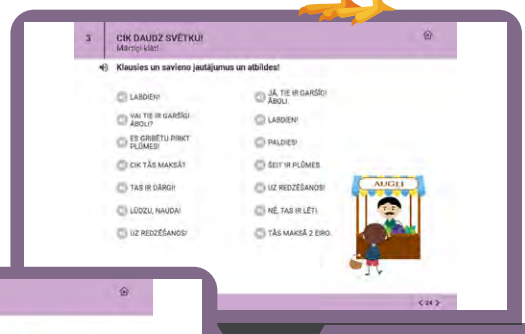 3 CIK DAUDZ SVĒTKU!
Mārtiņi klāt!
Klausies un savieno jautājumus un atbildes!
LABDIEN!
VAI TIE IR GARŠĪGI
ĀBOLI?
ES GRIBĒTU PIRKT
PLŪMES!
CIK TĀS MAKSĀ?
TAS IR DĀRGI!
LŪDZU, NAUDA!
UZ REDZĒŠANOS!
JĀ, TIE IR GARŠĪGI
ĀBOLI.
LABDIEN!
PALDIES!
ŠEIT IR PLŪMES.
UZ REDZĒŠANOS!
NĒ, TAS IR LĒTI.
TĀS MAKSĀ 2 EIRO.
AUGĻI
< 24 >